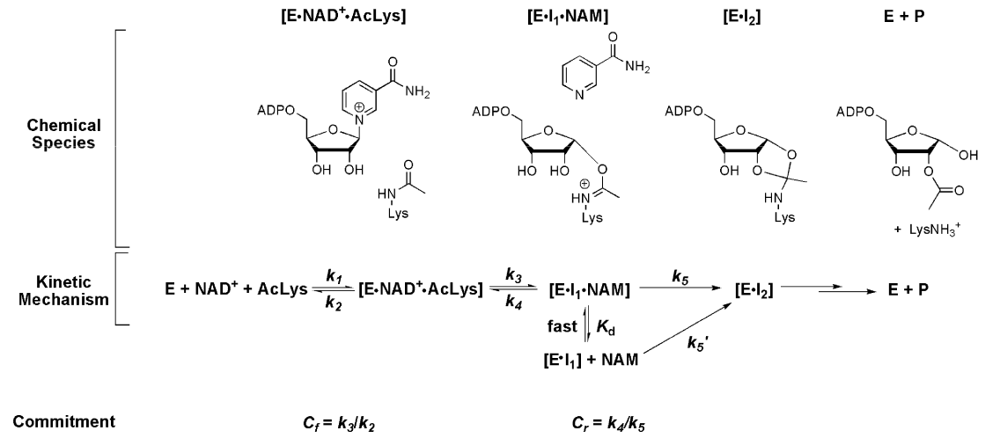 [E•NAD⁺•AcLys] [E•I₁•NAM] [E•I₂] E + P
Chemical
Species
O
NH₂
N
⊕
ADPO
O
OH OH
O
HN
Lys
O
NH₂
N
ADPO
O
HO HO
O
⊕
HN
Lys
ADPO
O
O
OH O
HN
Lys
ADPO
O
OH
OH O
O
+ LysNH₃⁺
Kinetic
Mechanism
E + NAD⁺ + AcLys k₁ k₂ [E•NAD⁺•AcLys] k₃ k₄ [E•I₁•NAM] k₅ [E•I₂] E + P
fast K_d
k₅'
[E•I₁] + NAM
Commitment C_f = k₃/k₂ C_r = k₄/k₅